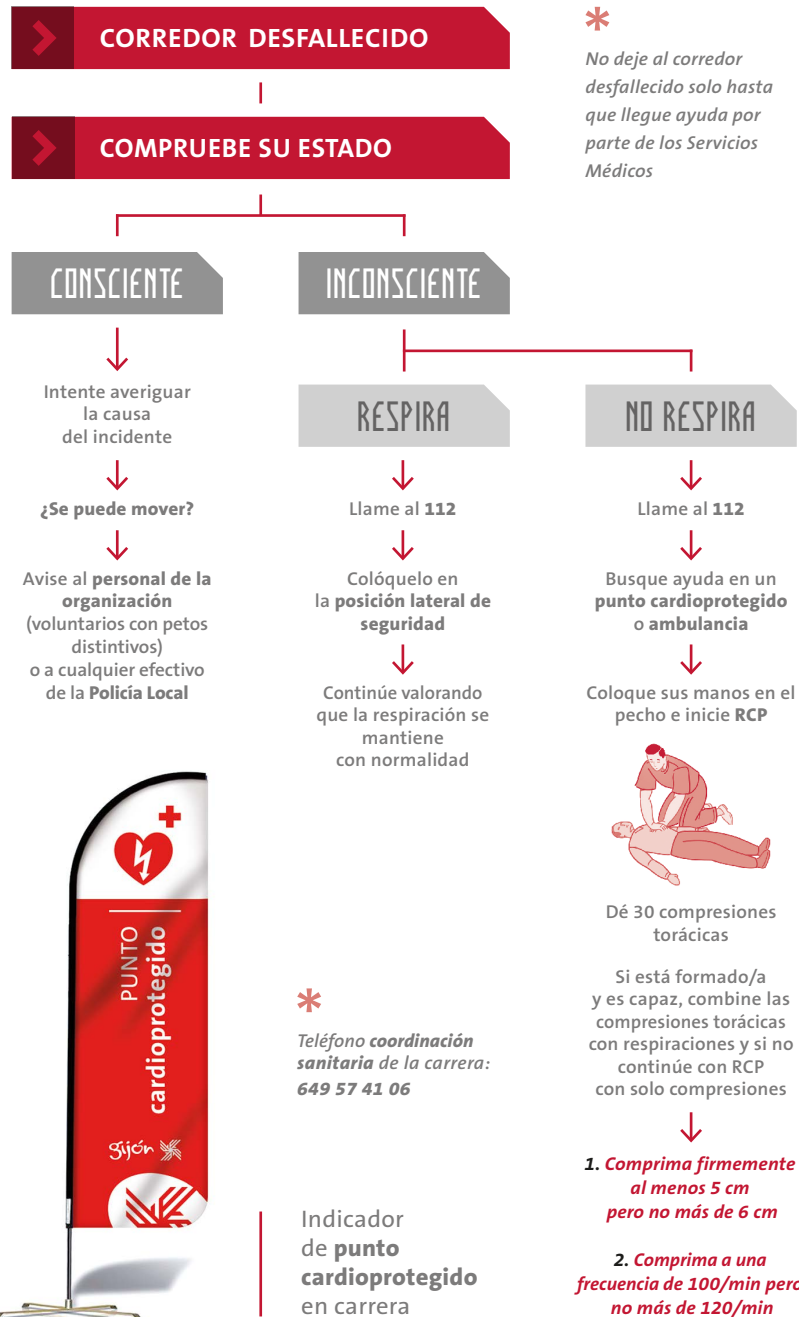 CORREDOR DESFALLECIDO
COMPRUEBE SU ESTADO
*
No deje al corredor
desfallecido solo hasta
que llegue ayuda por
parte de los Servicios
Médicos
CONSCIENTE
Intente averiguar
la causa
del incidente
¿Se puede mover?
Avise al personal de la
organización
(voluntarios con petos
distintivos)
o a cualquier efectivo
de la Policía Local
INCONSCIENTE
RESPIRA
Llame al 112
Colóquelo en
la posición lateral de
seguridad
Continúe valorando
que la respiración se
mantiene
con normalidad
NO RESPIRA
Llame al 112
Busque ayuda en un
punto cardioprotegido
o ambulancia
Coloque sus manos en el
pecho e inicie RCP
Dé 30 compresiones
torácicas
Si está formado/a
y es capaz, combine las
compresiones torácicas
con respiraciones y si no
continúe con RCP
con solo compresiones
1. Comprima firmemente
al menos 5 cm
pero no más de 6 cm
2. Comprima a una
frecuencia de 100/min pero
no más de 120/min
PUNTO
cardioprotegido
gijón
*
Teléfono coordinación
sanitaria de la carrera:
649 57 41 06
Indicador
de punto
cardioprotegido
en carrera